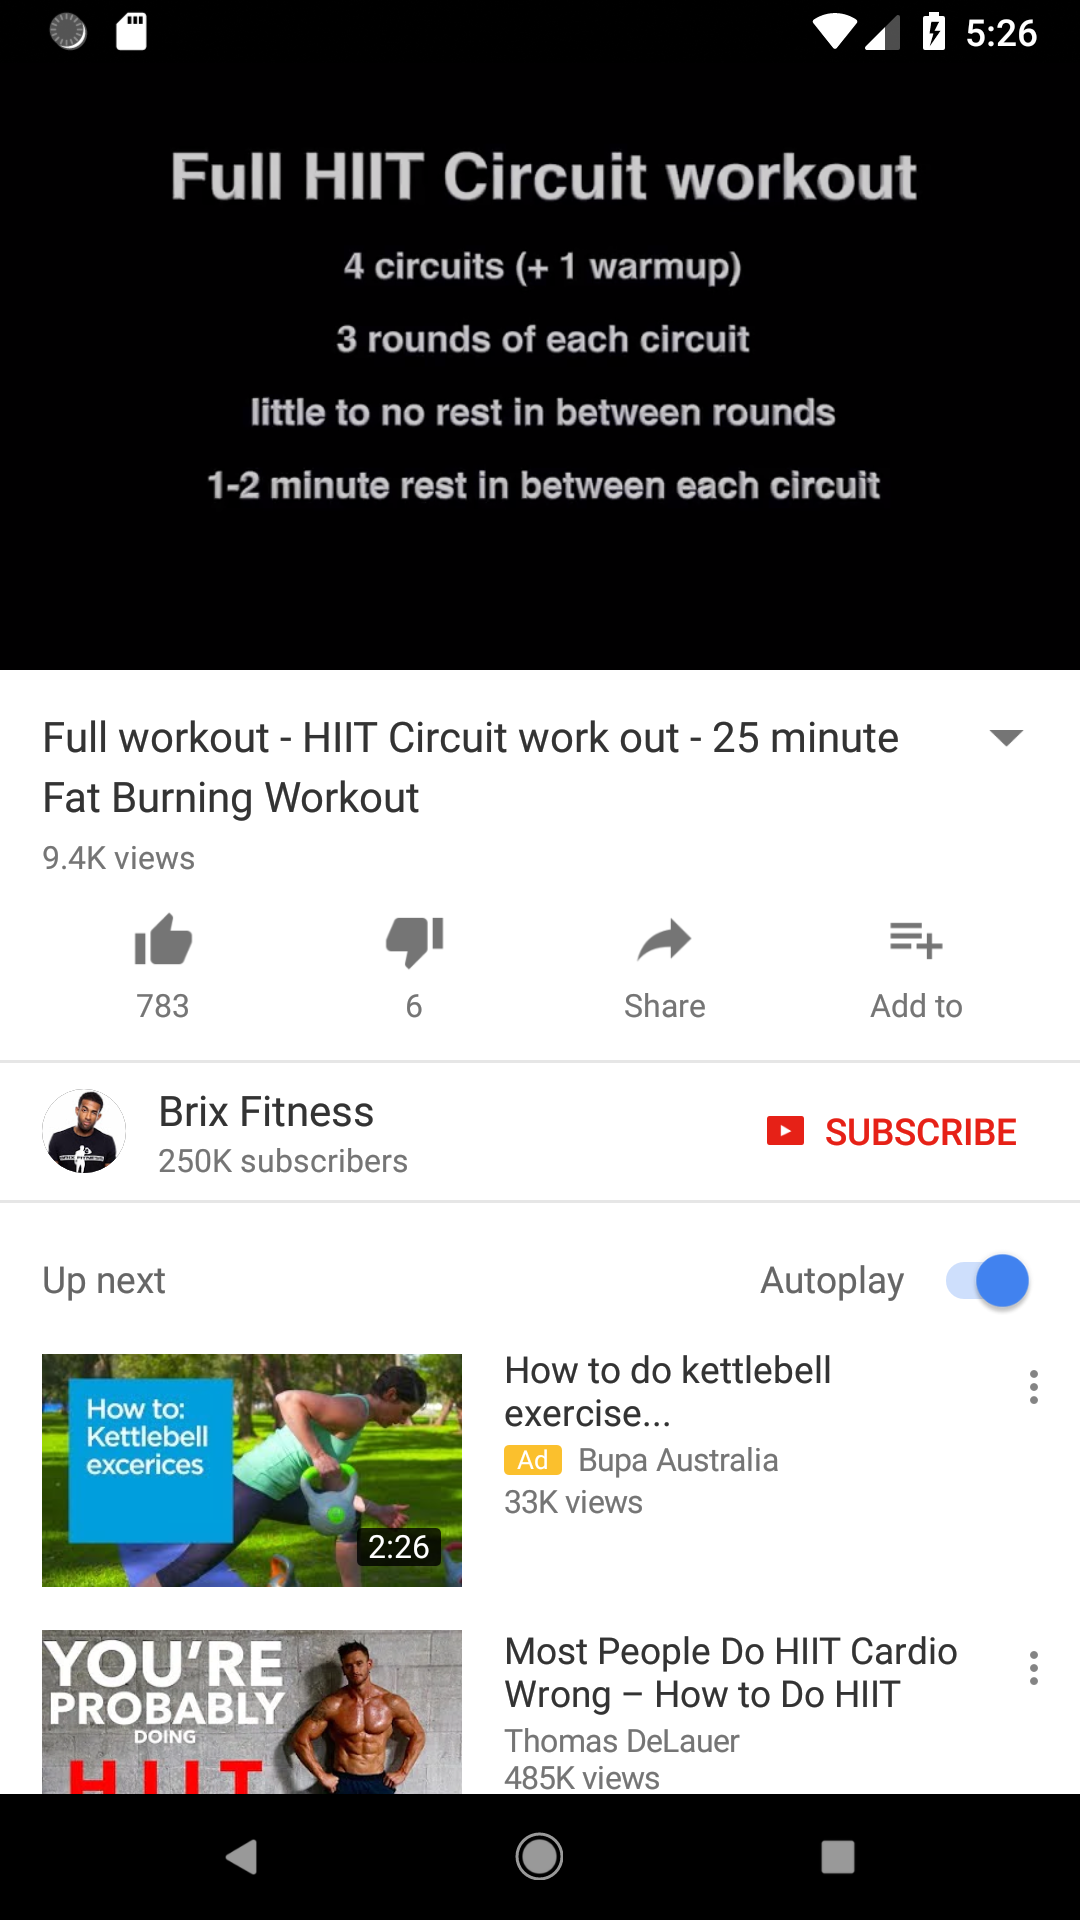 5:26
Full HIIT Circuit workout
4 circuits (+ 1 warmup)
3 rounds of each circuit
little to no rest in between rounds
1-2 minute rest in between each circuit
Full workout - HIIT Circuit work out - 25 minute
Fat Burning Workout
9.4K views
783
6
Share
Add to
Brix Fitness
250K subscribers
SUBSCRIBE
Up next
Autoplay
How to:
Kettlebell
excerices
2:26
How to do kettlebell
exercise...
Ad Bupa Australia
33K views
YOU'RE
PROBABLY
DOING
HIIT
Most People Do HIIT Cardio
Wrong – How to Do HIIT
Thomas DeLauer
485K views